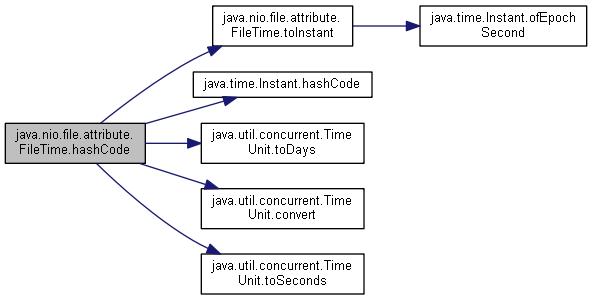 java.nio.file.attribute.
FileTime.hashCode
java.nio.file.attribute.
FileTime.toInstant
java.time.Instant.ofEpoch
Second
java.time.Instant.hashCode
java.util.concurrent.Time
Unit.toDays
java.util.concurrent.Time
Unit.convert
java.util.concurrent.Time
Unit.toSeconds